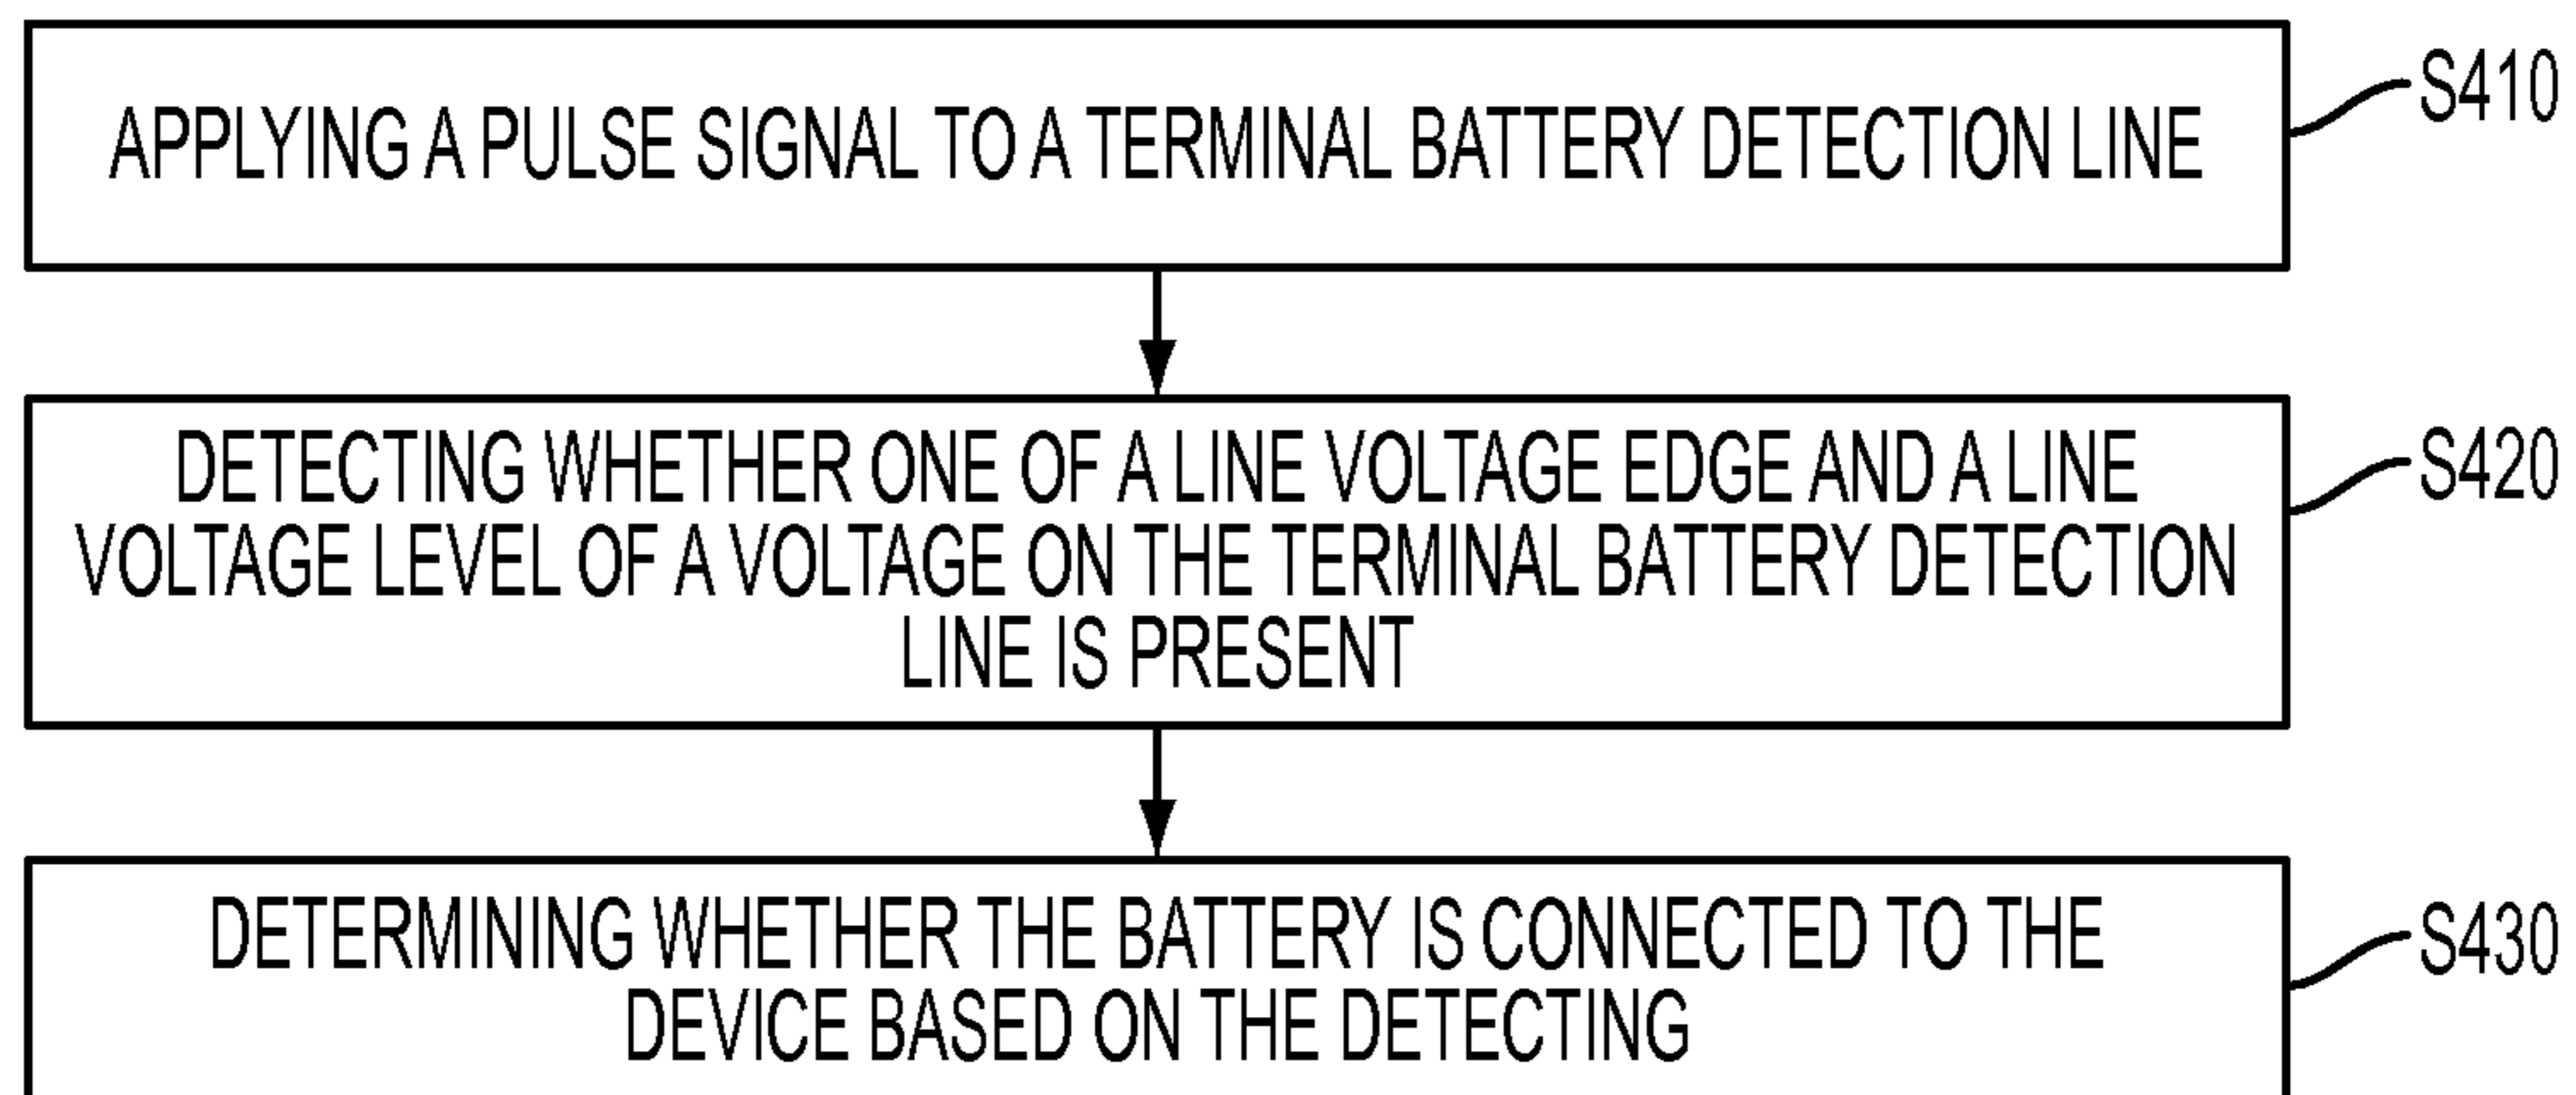 APPLYING A PULSE SIGNAL TO A TERMINAL BATTERY DETECTION LINE
S410
DETECTING WHETHER ONE OF A LINE VOLTAGE EDGE AND A LINE
VOLTAGE LEVEL OF A VOLTAGE ON THE TERMINAL BATTERY DETECTION
LINE IS PRESENT
S420
DETERMINING WHETHER THE BATTERY IS CONNECTED TO THE
DEVICE BASED ON THE DETECTING
S430